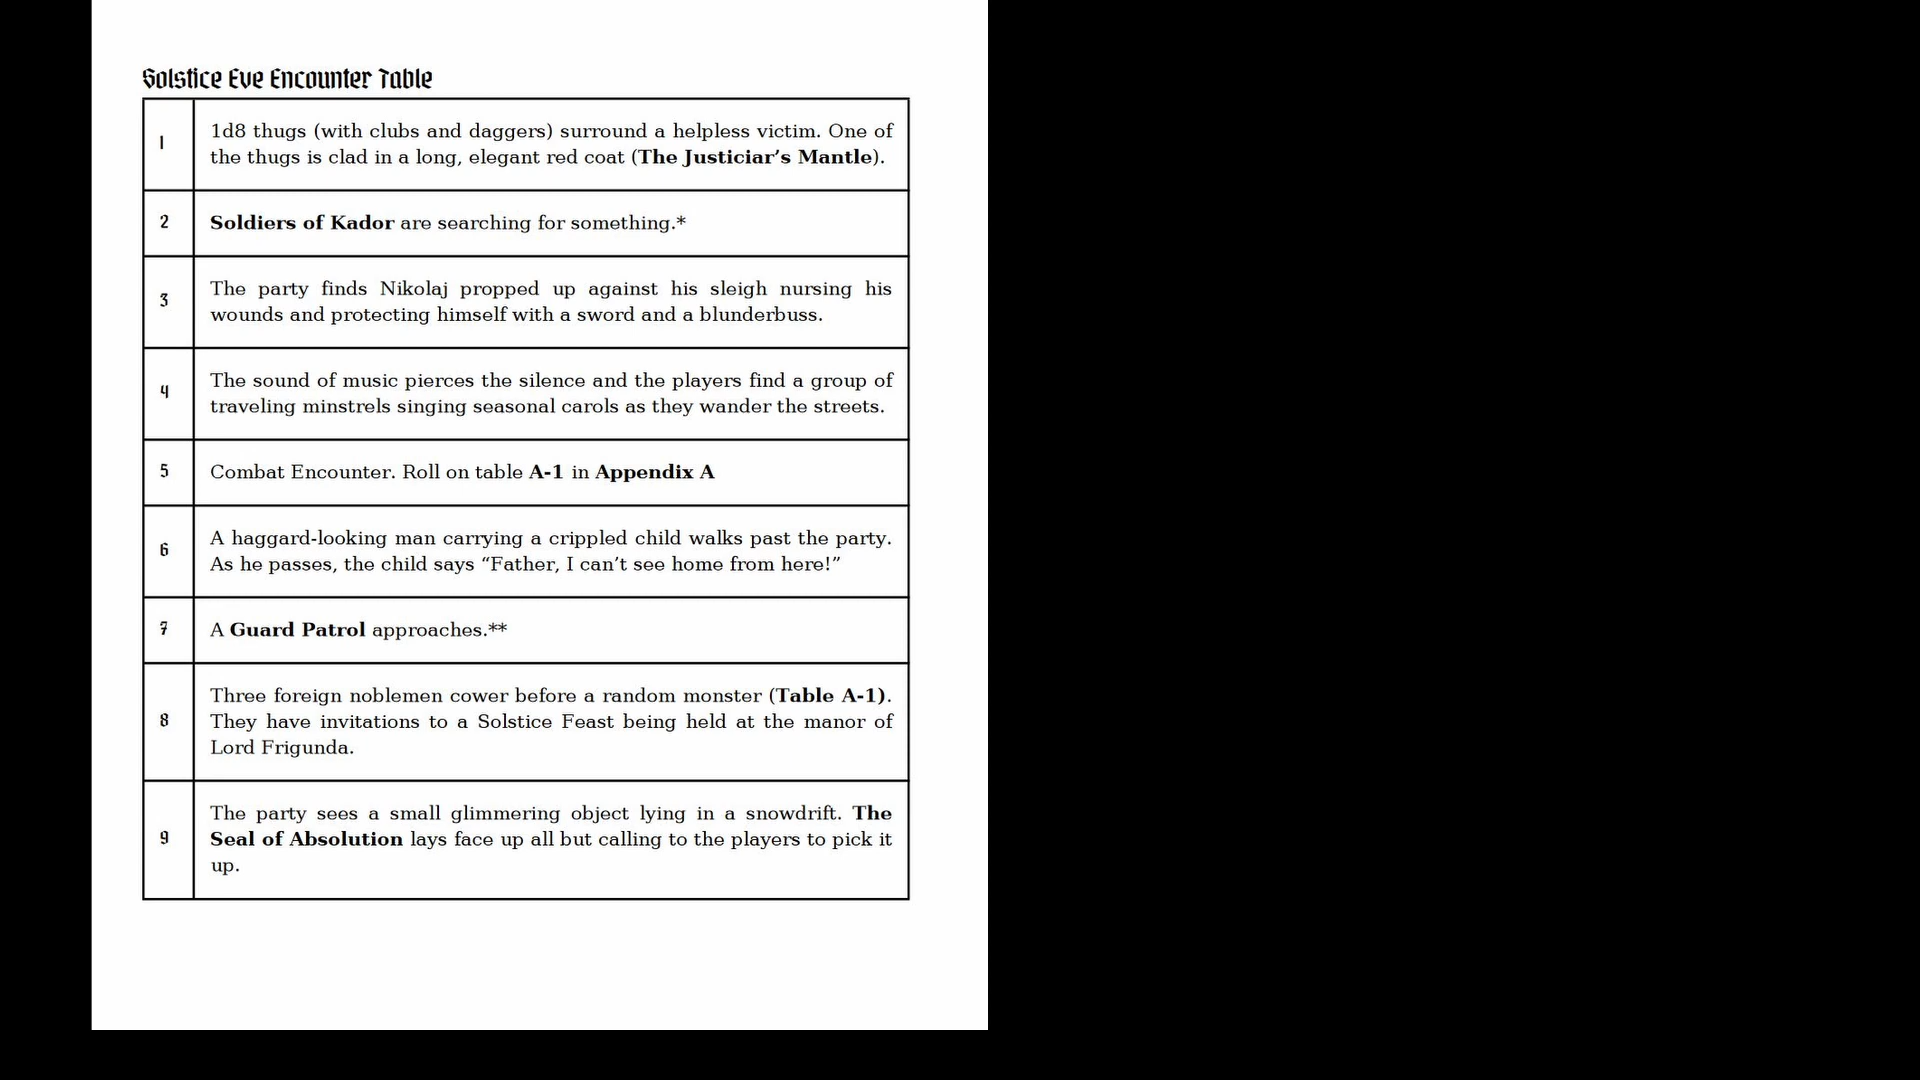 Solstice Eve Encounter Table
1
1d8 thugs (with clubs and daggers) surround a helpless victim. One of
the thugs is clad in a long, elegant red coat (The Justiciar’s Mantle).
2
Soldiers of Kador are searching for something.*
3
The party finds Nikolaj propped up against his sleigh nursing his
wounds and protecting himself with a sword and a blunderbuss.
4
The sound of music pierces the silence and the players find a group of
traveling minstrels singing seasonal carols as they wander the streets.
5
Combat Encounter. Roll on table A-1 in Appendix A
6
A haggard-looking man carrying a crippled child walks past the party.
As he passes, the child says “Father, I can’t see home from here!”
7
A Guard Patrol approaches.**
8
Three foreign noblemen cower before a random monster (Table A-1).
They have invitations to a Solstice Feast being held at the manor of
Lord Frigunda.
9
The party sees a small glimmering object lying in a snowdrift. The
Seal of Absolution lays face up all but calling to the players to pick it
up.